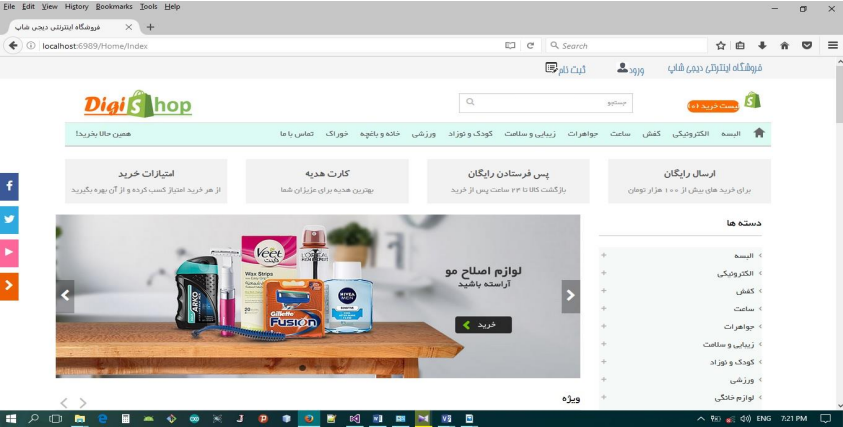 File Edit View History Bookmarks Tools Help
فروشگاه اینترنتی دیجی شاپ
localhost:6989/Home/Index
Search
فروشگاه اینترنتی دیجی شاپ
ورود
ثبت نام
DigiShop
جستجو
لیست خرید (0)
البسه الکترونیکی کفش ساعت جواهرات زیبایی و سلامت کودک و نوزاد ورزشی خانه و باغچه خوراک تماس با ما
همین حالا بخرید!
ارسال رایگان
برای خرید های بیش از ۱۰۰ هزار تومان
پس فرستادن رایگان
بازگشت کالا تا ۲۴ ساعت پس از خرید
کارت هدیه
بهترین هدیه برای عزیزان شما
امتیازات خرید
از هر خرید امتیاز کسب کرده و از آن بهره بگیرید
دسته ها
البسه
الکترونیکی
کفش
ساعت
جواهرات
زیبایی و سلامت
کودک و نوزاد
ورزشی
لوازم خانگی
لوازم اصلاح مو
آراسته باشید
خرید
Veet
Wax Strips
L'OREAL
MEN EXPERT
ARKO
Gillette
FUSION
NIVEA
MEN
ویژه
ENG 7:21 PM